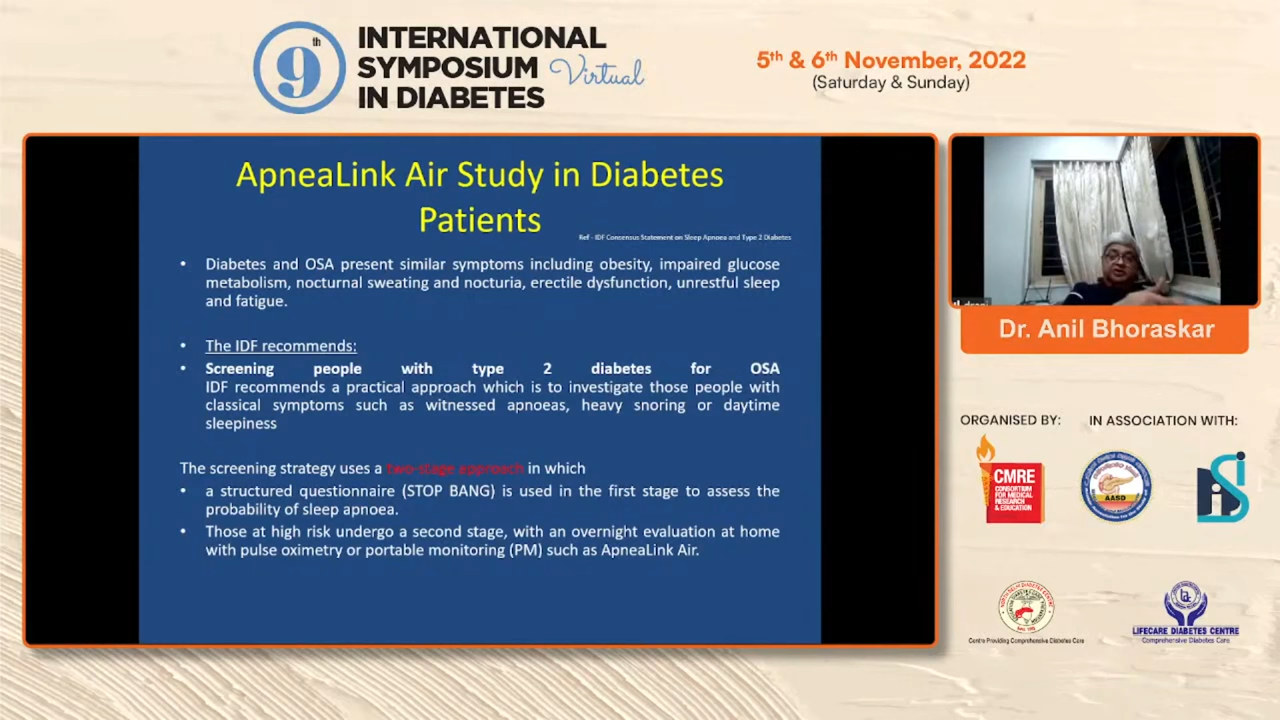 9th
INTERNATIONAL
SYMPOSIUM Virtual
IN DIABETES
5th & 6th November, 2022
(Saturday & Sunday)
ApneaLink Air Study in Diabetes
Patients
Ref - IDF Consensus Statement on Sleep Apnoea and Type 2 Diabetes
• Diabetes and OSA present similar symptoms including obesity, impaired glucose
metabolism, nocturnal sweating and nocturia, erectile dysfunction, unrestful sleep
and fatigue.
• The IDF recommends:
• Screening people with type 2 diabetes for OSA
IDF recommends a practical approach which is to investigate those people with
classical symptoms such as witnessed apnoeas, heavy snoring or daytime
sleepiness
The screening strategy uses a two-stage approach in which
• a structured questionnaire (STOP BANG) is used in the first stage to assess the
probability of sleep apnoea.
• Those at high risk undergo a second stage, with an overnight evaluation at home
with pulse oximetry or portable monitoring (PM) such as ApneaLink Air.
Dr. Anil Bhoraskar
ORGANISED BY:
IN ASSOCIATION WITH:
CMRE
CONSORTIUM
FOR MEDICAL
RESEARCH
& EDUCATION
AASD
Centre Providing Comprehensive Diabetes Care
LIFECARE DIABETES CENTRE
Comprehensive Diabetes Care